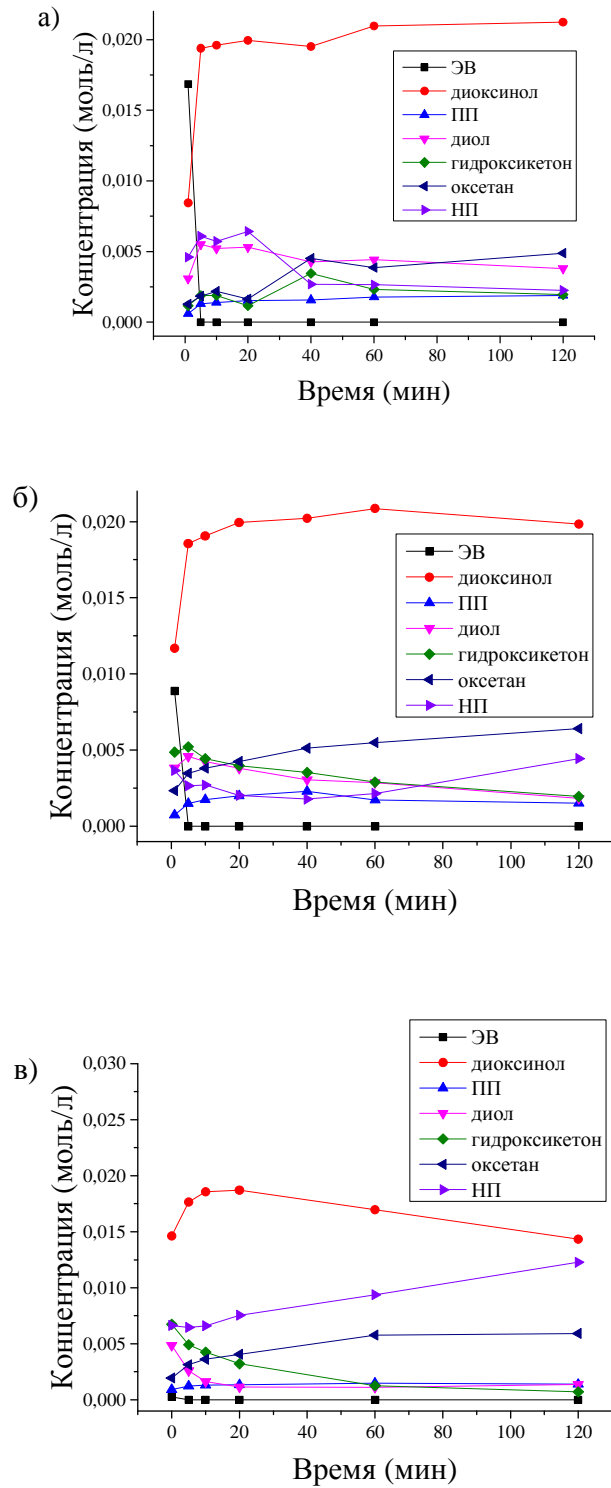 а)
0,020
0,015
0,010
0,005
0,000
Концентрация (моль/л)
ЭВ
диоксинол
ПП
диол
гидроксикетон
оксетан
НП
0 20 40 60 80 100 120
Время (мин)
б)
0,020
0,015
0,010
0,005
0,000
Концентрация (моль/л)
ЭВ
диоксинол
ПП
диол
гидроксикетон
оксетан
НП
0 20 40 60 80 100 120
Время (мин)
в)
0,030
0,025
0,020
0,015
0,010
0,005
0,000
Концентрация (моль/л)
ЭВ
диоксинол
ПП
диол
гидроксикетон
оксетан
НП
0 20 40 60 80 100 120
Время (мин)